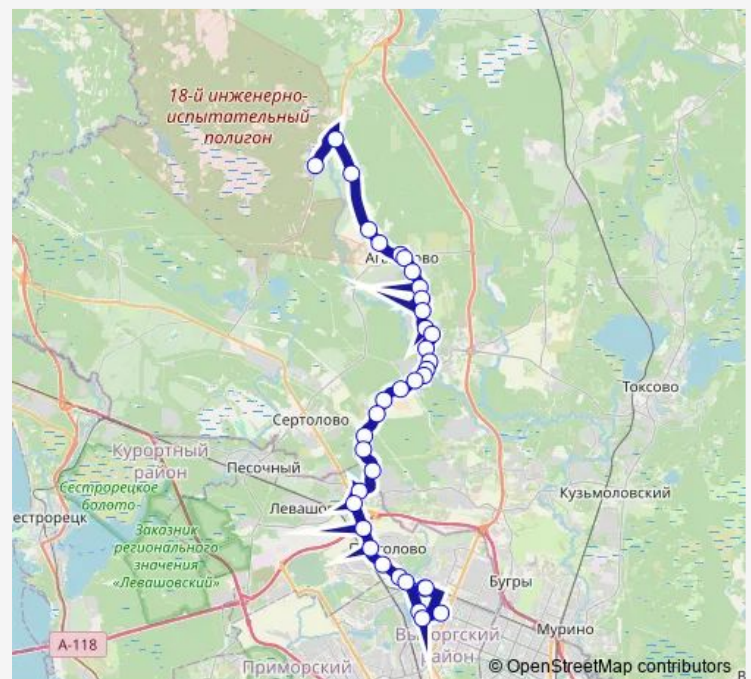 18-й инженерно-
испытательный
полигон
Токсово
Сертолово
Курортный
район
Песочный
Сестрорецкое
болото
Кузьмоловский
Заказник
регионального
значения
«Левашовский»
Бугры
А-118
Мурино
Приморский
© OpenStreetMap contributors